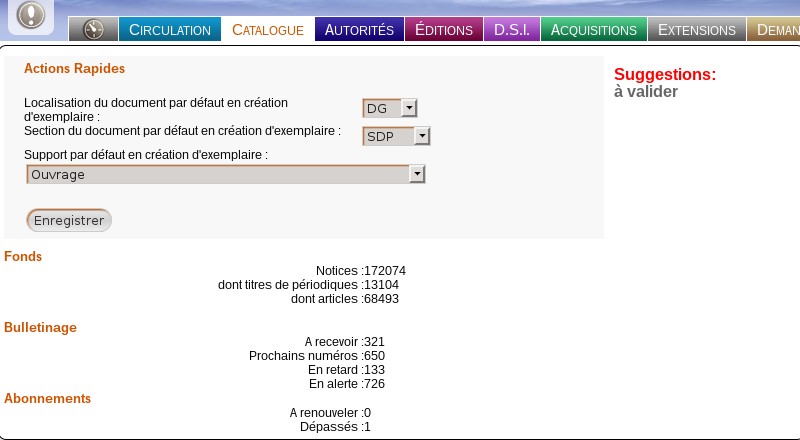 Circulation Catalogue Autorités Éditions D.S.I. Acquisitions Extensions Deman
Actions Rapides
Suggestions:
à valider
Localisation du document par défaut en création
d'exemplaire :
DG
Section du document par défaut en création d'exemplaire :
SDP
Support par défaut en création d'exemplaire :
Ouvrage
Enregistrer
Fonds
Notices :172074
dont titres de périodiques :13104
dont articles :68493
Bulletinage
A recevoir :321
Prochains numéros :650
En retard :133
En alerte :726
Abonnements
A renouveler :0
Dépassés :1